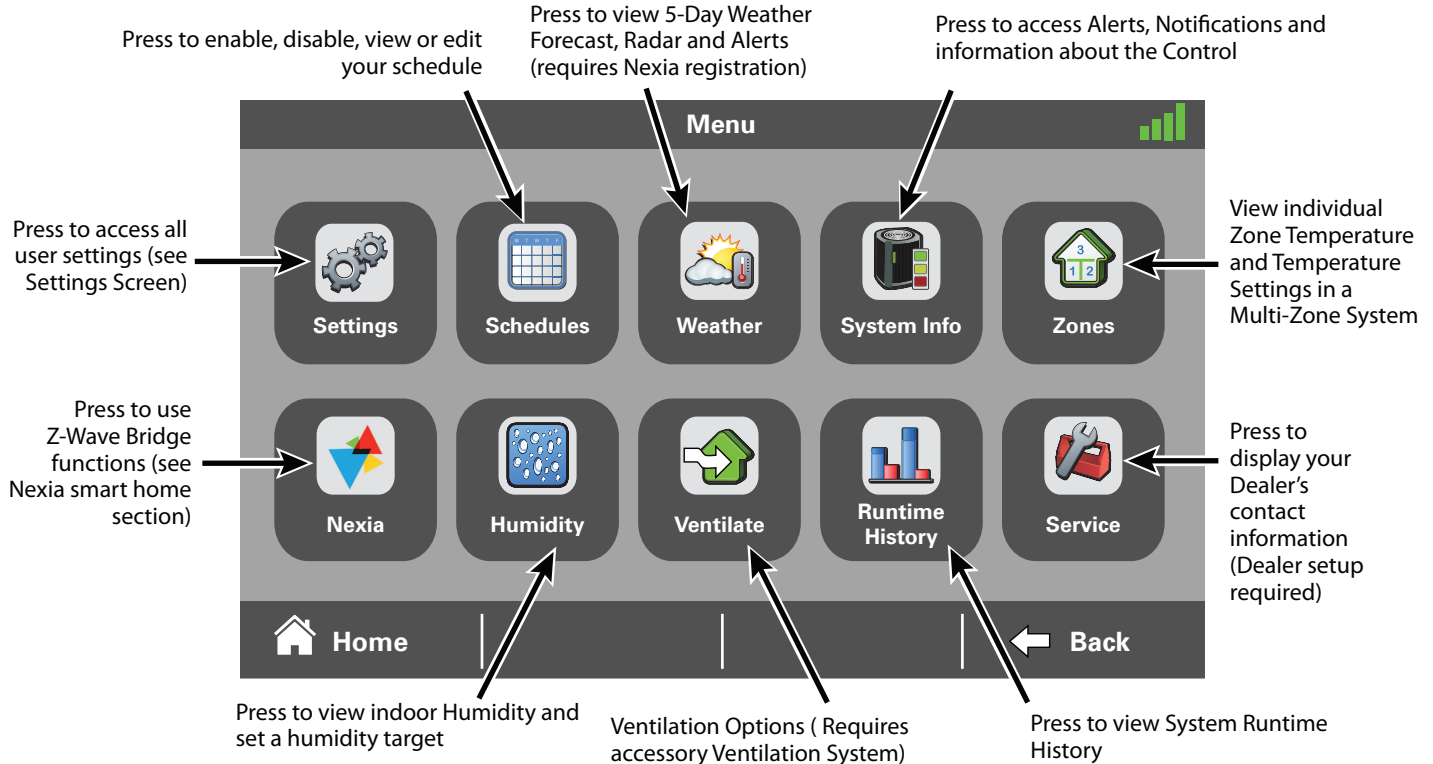 Press to enable, disable, view or edit
your schedule
Press to view 5-Day Weather
Forecast, Radar and Alerts
(requires Nexia registration)
Press to access Alerts, Notifications and
information about the Control
Menu
Press to access all
user settings (see
Settings Screen)
M T W T F
3
1 2
Settings
Schedules
Weather
System Info
Zones
View individual
Zone Temperature
and Temperature
Settings in a
Multi-Zone System
Press to use
Z-Wave Bridge
functions (see
Nexia smart home
section)
Nexia
Humidity
Ventilate
Runtime
History
Service
Press to
display your
Dealer's
contact
information
(Dealer setup
required)
Home
Back
Press to view indoor Humidity and
set a humidity target
Ventilation Options ( Requires
accessory Ventilation System)
Press to view System Runtime
History